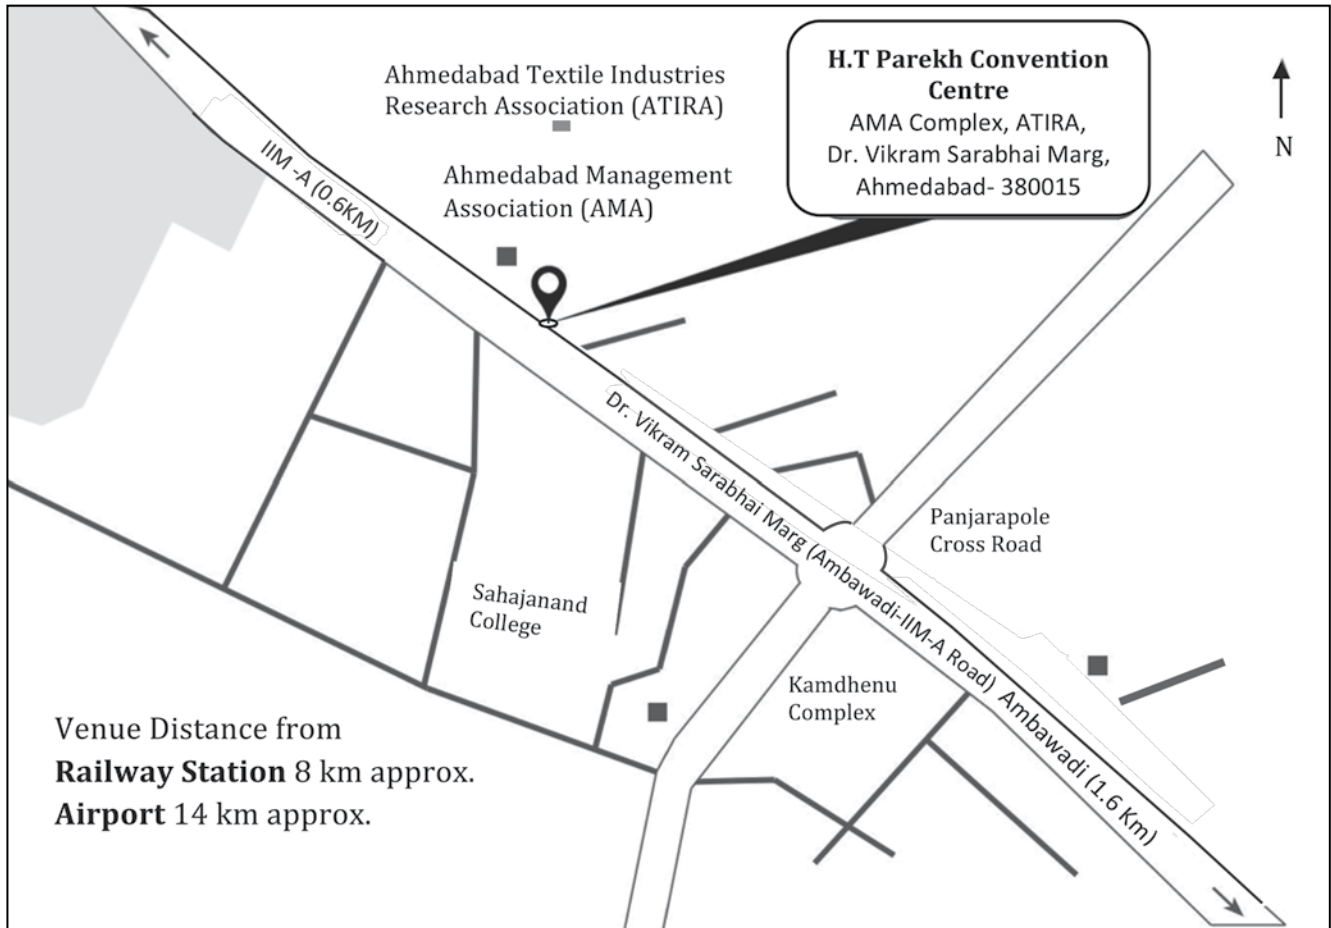 Ahmedabad Textile Industries
Research Association (ATIRA)
H.T Parekh Convention
Centre
AMA Complex, ATIRA,
Dr. Vikram Sarabhai Marg,
Ahmedabad- 380015
N
IIM -A (0.6KM)
Ahmedabad Management
Association (AMA)
Dr. Vikram Sarabhai Marg (Ambawadi-IIM-A Road) Ambawadi (1.6 Km)
Panjarapole
Cross Road
Sahajanand
College
Kamdhenu
Complex
Venue Distance from
Railway Station 8 km approx.
Airport 14 km approx.